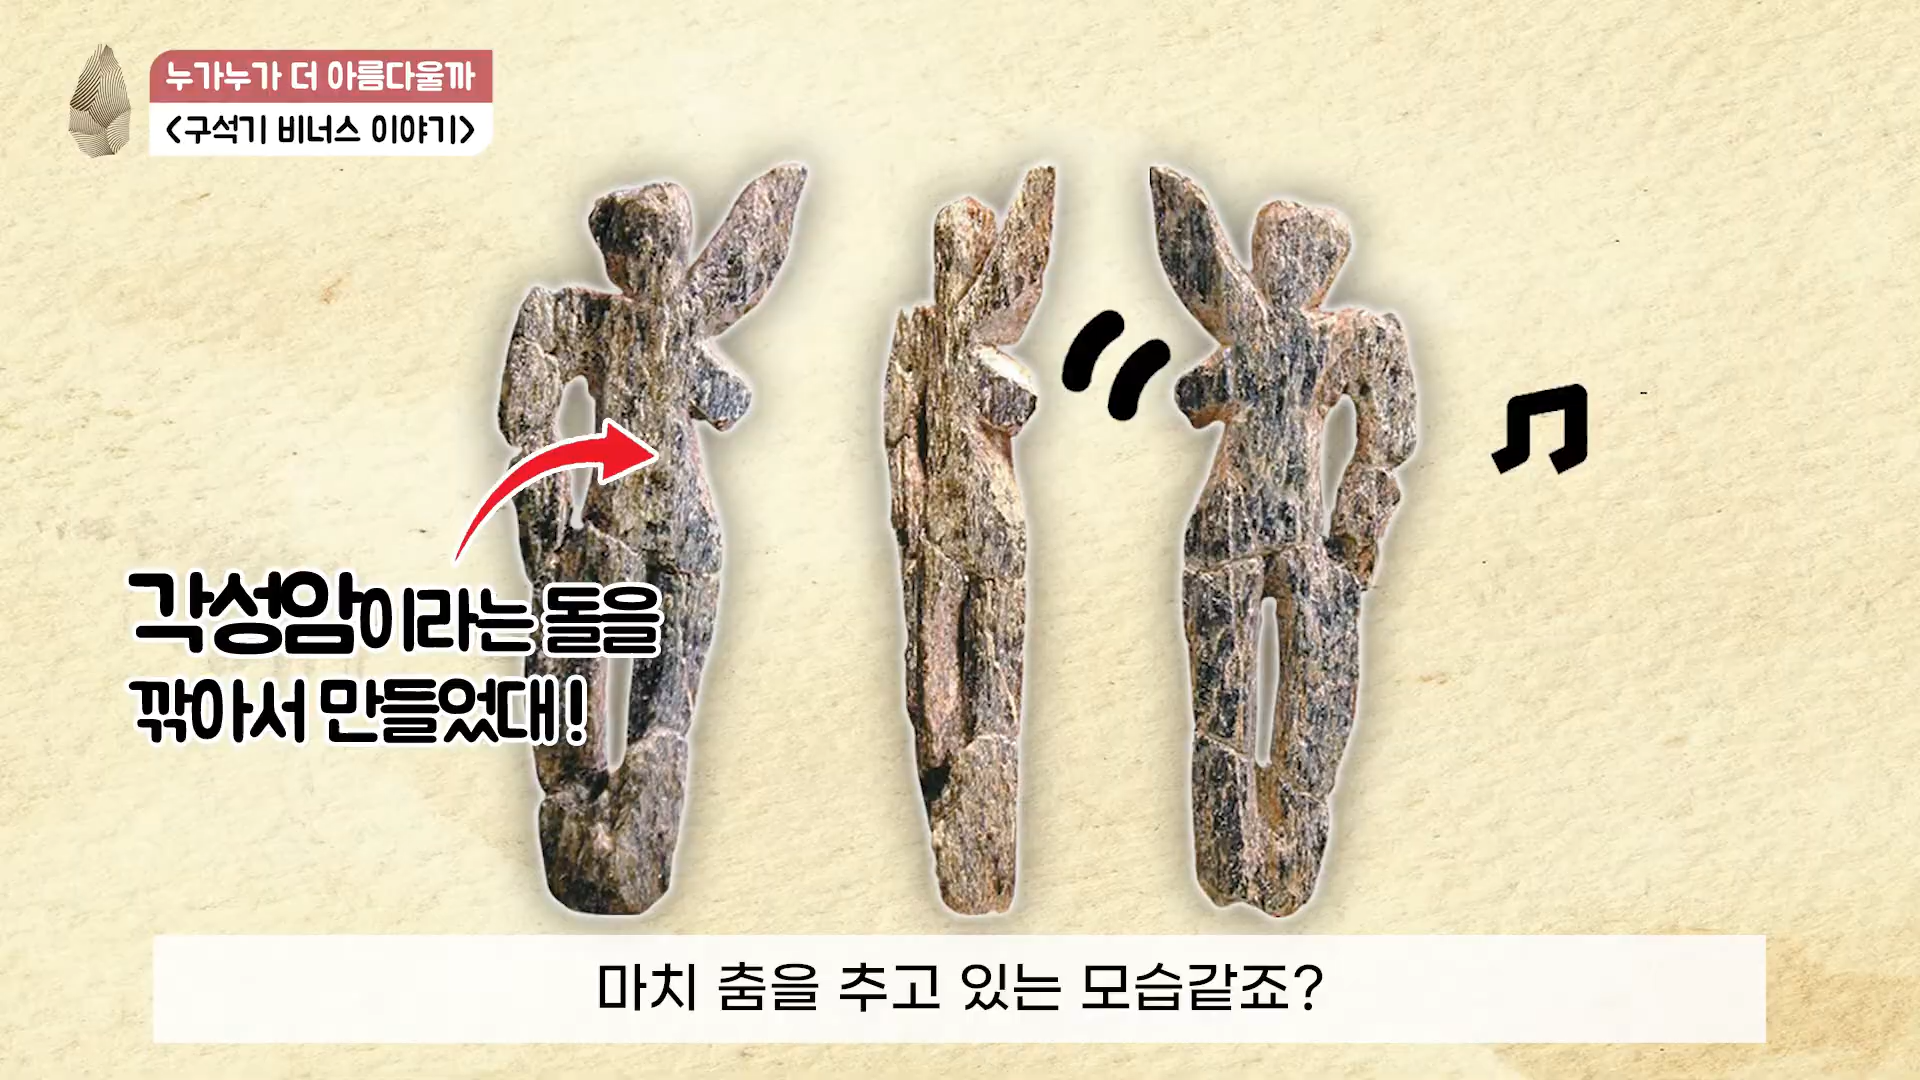 누가누가 더 아름다울까
<구석기 비너스 이야기>
각성암이라는 돌을
깎아서 만들었대!
마치 춤을 추고 있는 모습같죠?